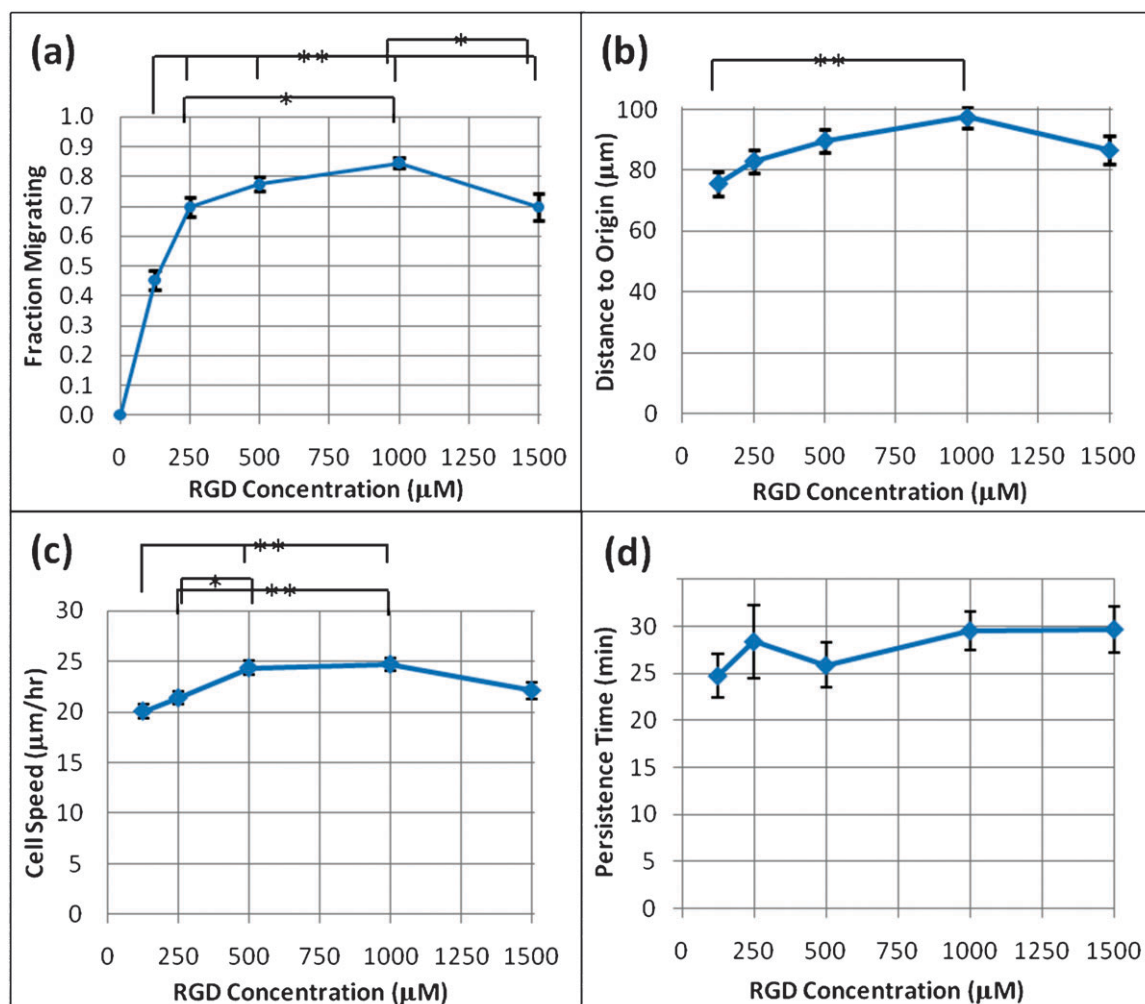 (a)
* *
*
*
1.0
0.9
0.8
0.7
0.6
0.5
0.4
0.3
0.2
0.1
0.0
Fraction Migrating
0 250 500 750 1000 1250 1500
RGD Concentration (μM)
(b)
* *
100
80
60
40
20
0
Distance to Origin (μm)
0 250 500 750 1000 1250 1500
RGD Concentration (μM)
(c)
* *
*
* *
30
25
20
15
10
5
0
Cell Speed (μm/hr)
0 250 500 750 1000 1250 1500
RGD Concentration (μM)
(d)
35
30
25
20
15
10
5
0
Persistence Time (min)
0 250 500 750 1000 1250 1500
RGD Concentration (μM)